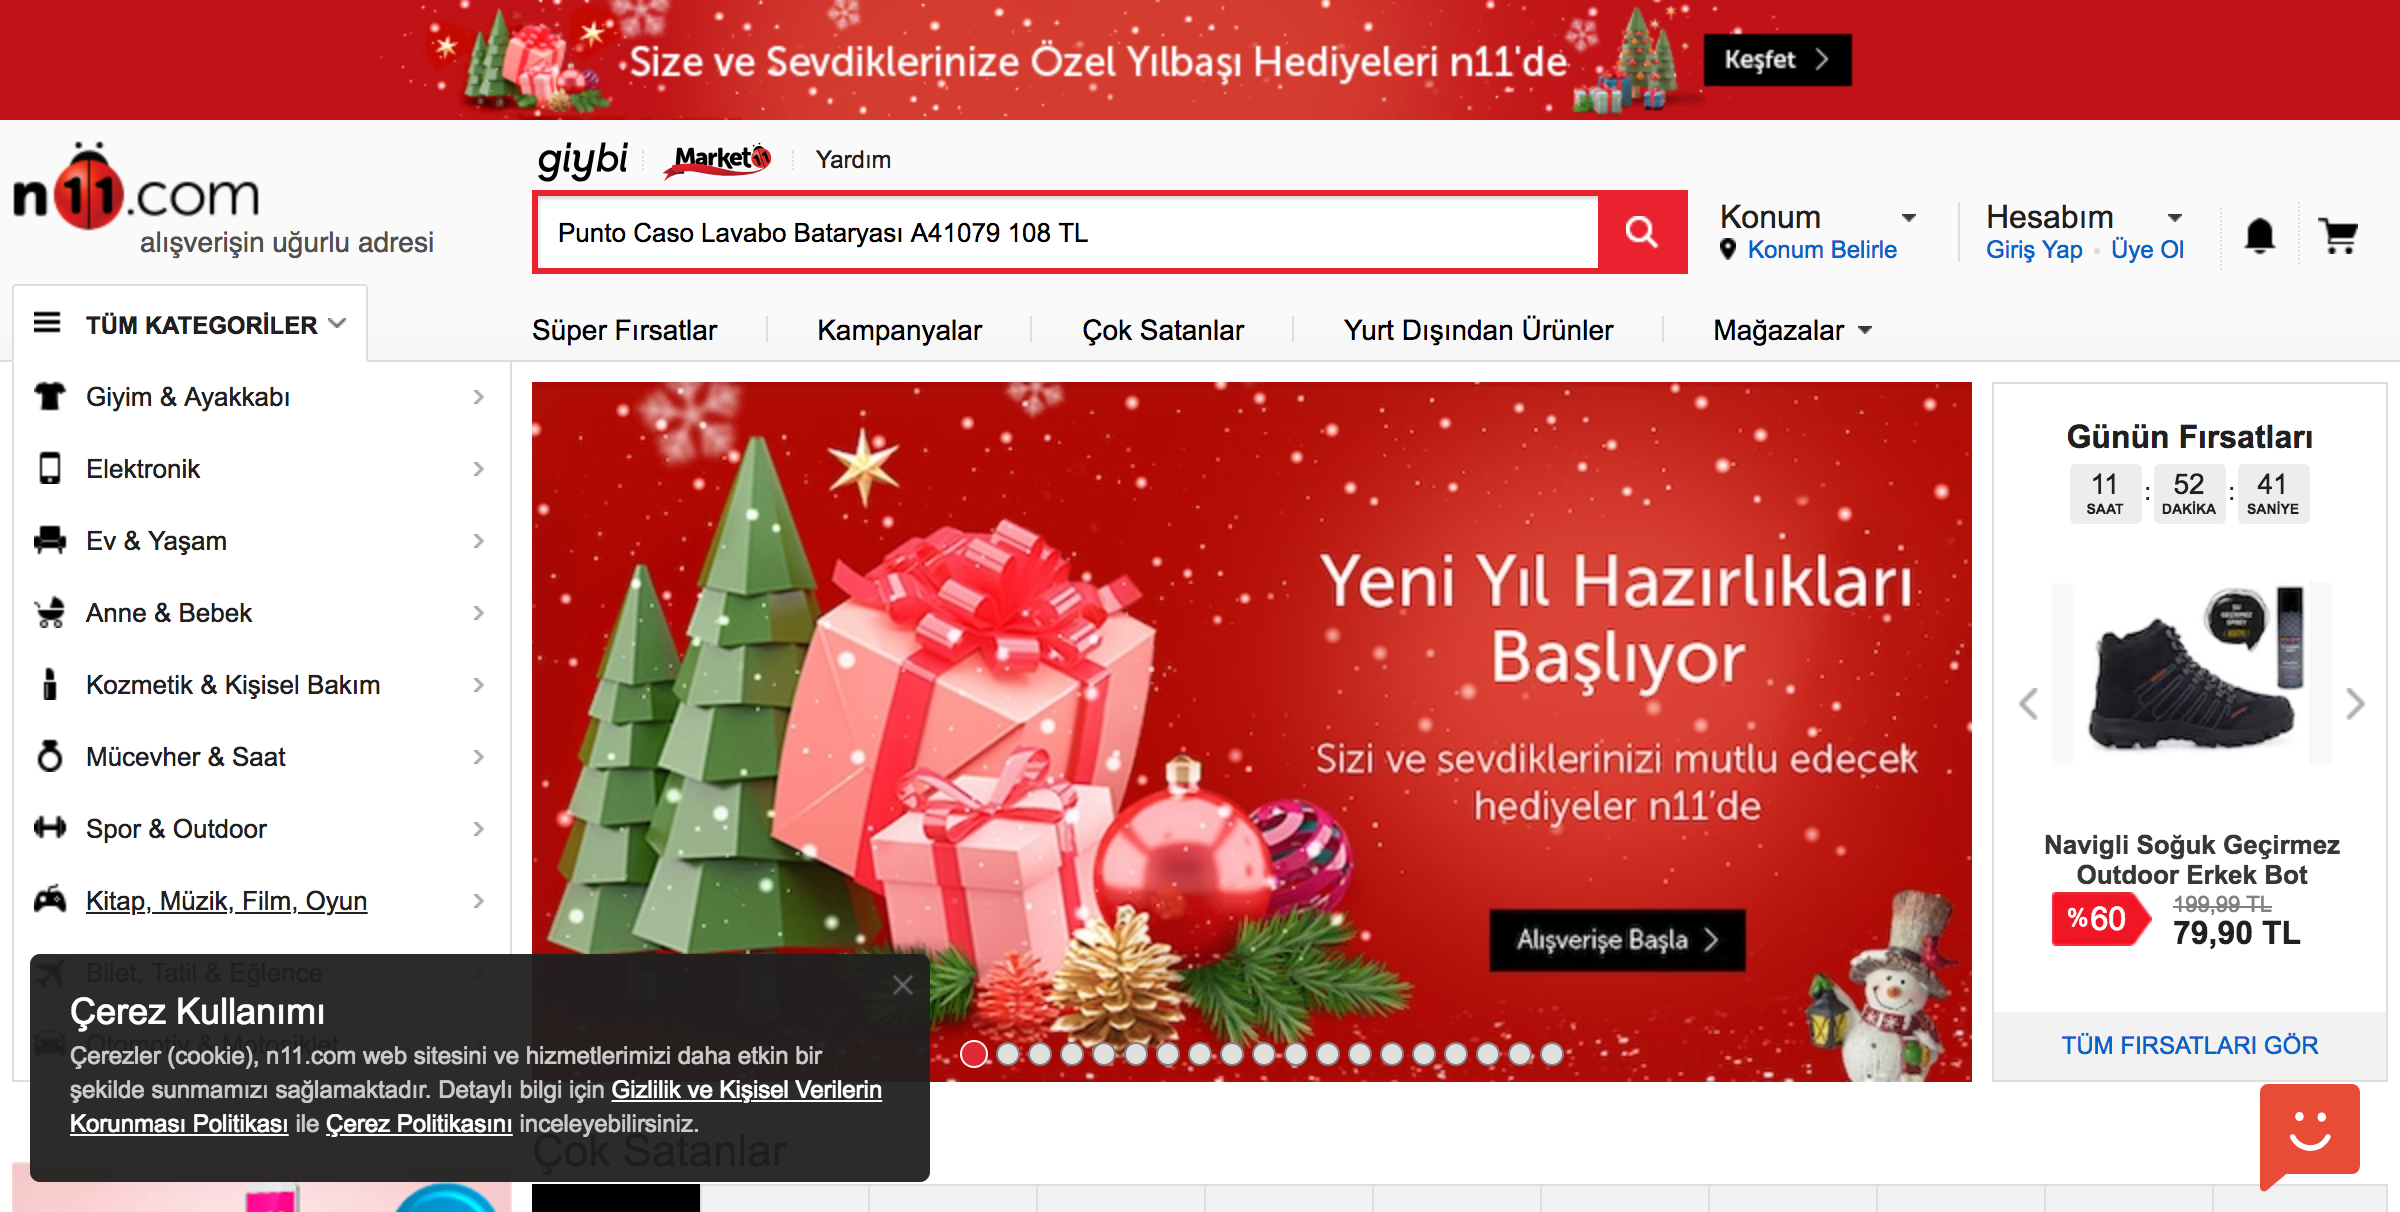 Size ve Sevdiklerinize Özel Yılbaşı Hediyeleri n11'de
Keşfet
n11.com
alışverişin uğurlu adresi
giybi
Market11
Yardım
Punto Caso Lavabo Bataryası A41079 108 TL
Konum
Konum Belirle
Hesabım
Giriş Yap
Üye Ol
TÜM KATEGORİLER
Süper Fırsatlar
Kampanyalar
Çok Satanlar
Yurt Dışından Ürünler
Mağazalar
Giyim & Ayakkabı
Elektronik
Ev & Yaşam
Anne & Bebek
Kozmetik & Kişisel Bakım
Mücevher & Saat
Spor & Outdoor
Kitap, Müzik, Film, Oyun
Bilet, Tatil & Eğlence
Otomotiv & Motosiklet
Yeni Yıl Hazırlıkları
Başlıyor
Sizi ve sevdiklerinizi mutlu edecek
hediyeler n11'de
Alışverişe Başla
Günün Fırsatları
11 : 52 : 41
SAAT DAKİKA SANİYE
Navigli Soğuk Geçirmez
Outdoor Erkek Bot
%60
199,99 TL
79,90 TL
TÜM FIRSATLARI GÖR
Çerez Kullanımı
Çerezler (cookie), n11.com web sitesini ve hizmetlerimizi daha etkin bir
şekilde sunmamızı sağlamaktadır. Detaylı bilgi için Gizlilik ve Kişisel Verilerin
Korunması Politikası ile Çerez Politikasını inceleyebilirsiniz.
Çok Satanlar